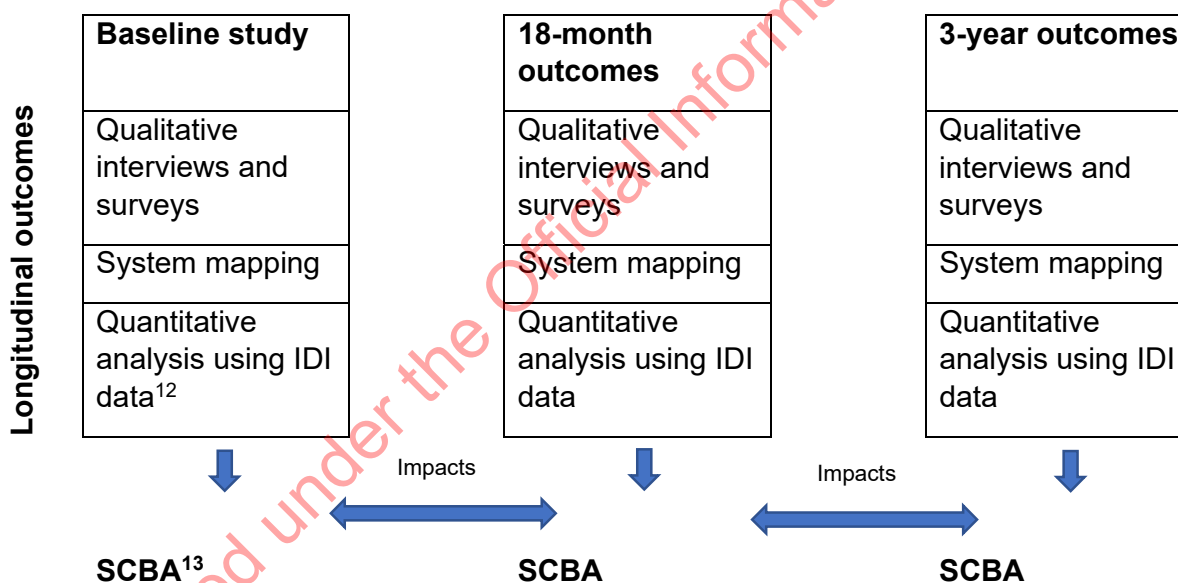 Longitudinal outcomes
Baseline study
Qualitative
interviews and
surveys
System mapping
Quantitative
analysis using IDI
data12
18-month
outcomes
Qualitative
interviews and
surveys
System mapping
Quantitative
analysis using IDI
data
3-year outcomes
Qualitative
interviews and
surveys
System mapping
Quantitative
analysis using IDI
data
Impacts
Impacts
SCBA13
SCBA
SCBA
under the Official